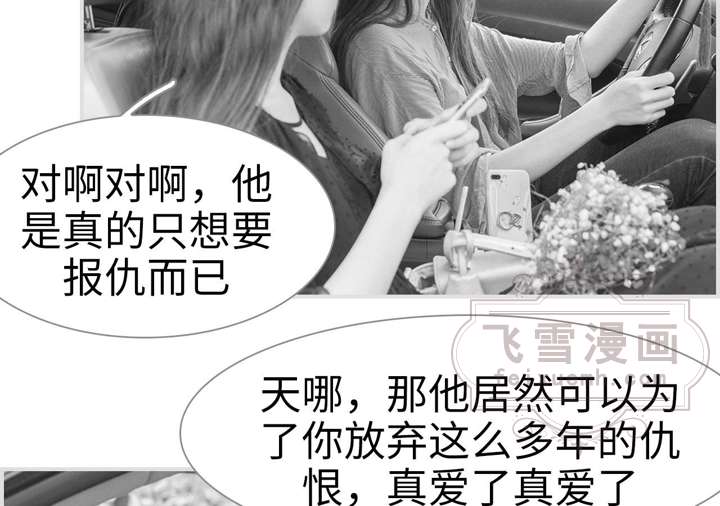 对啊对啊，他
是真的只想要
报仇而已
飞雪漫画
feixuemh.com
天哪，那他居然可以为
了你放弃这么多年的仇
恨，真爱了真爱了